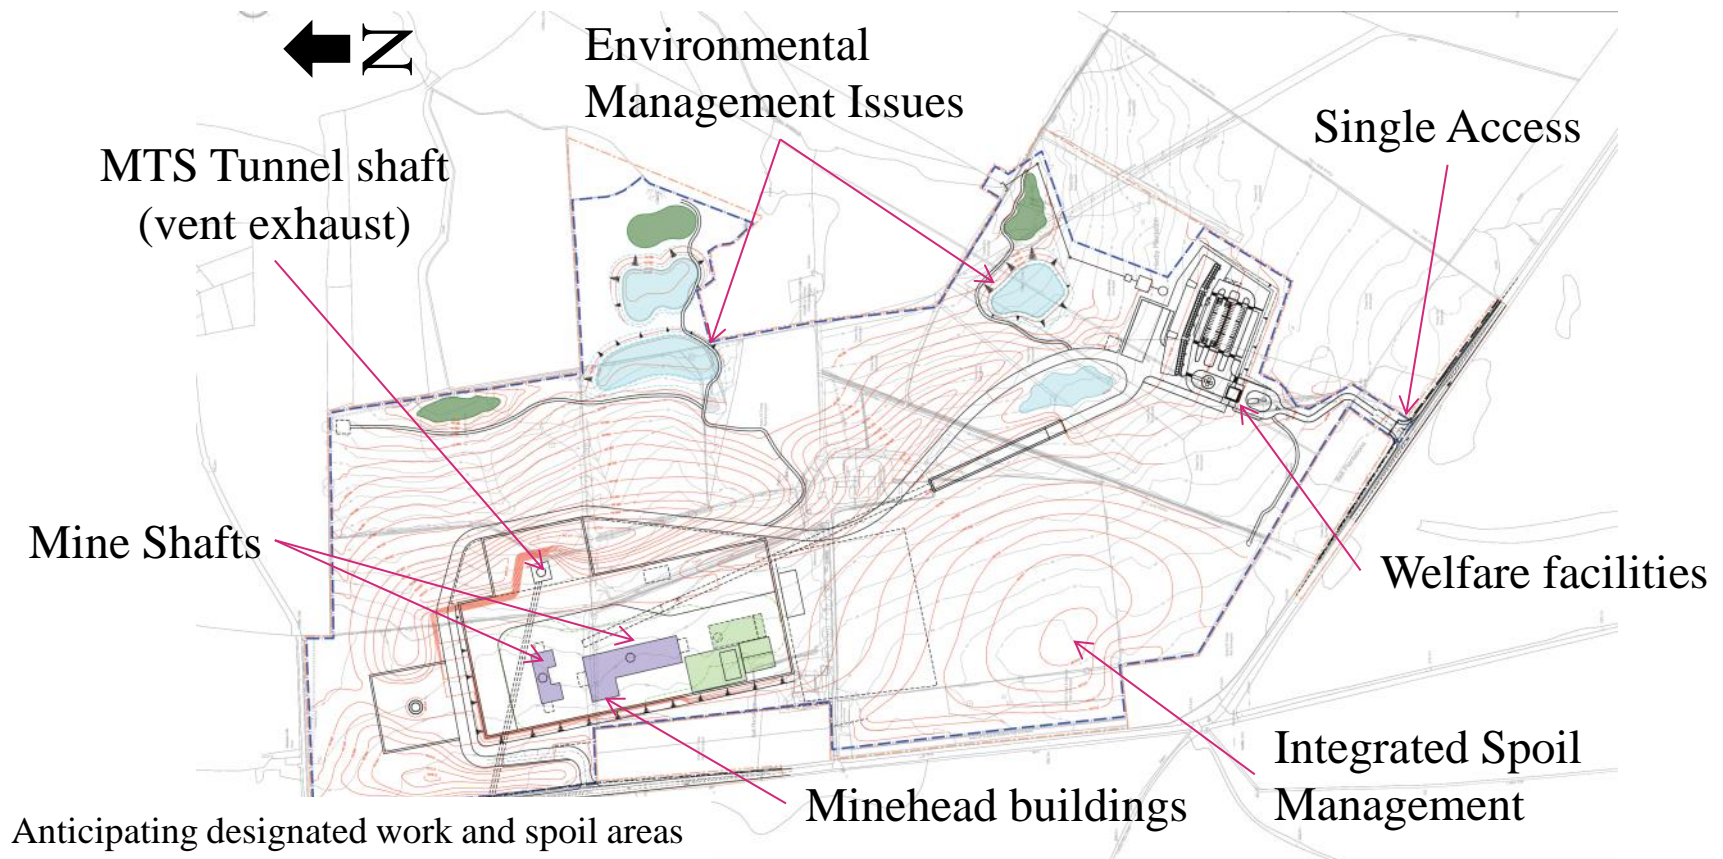 N
Environmental
Management Issues
Single Access
MTS Tunnel shaft
(vent exhaust)
Mine Shafts
Welfare facilities
Integrated Spoil
Management
Minehead buildings
Anticipating designated work and spoil areas